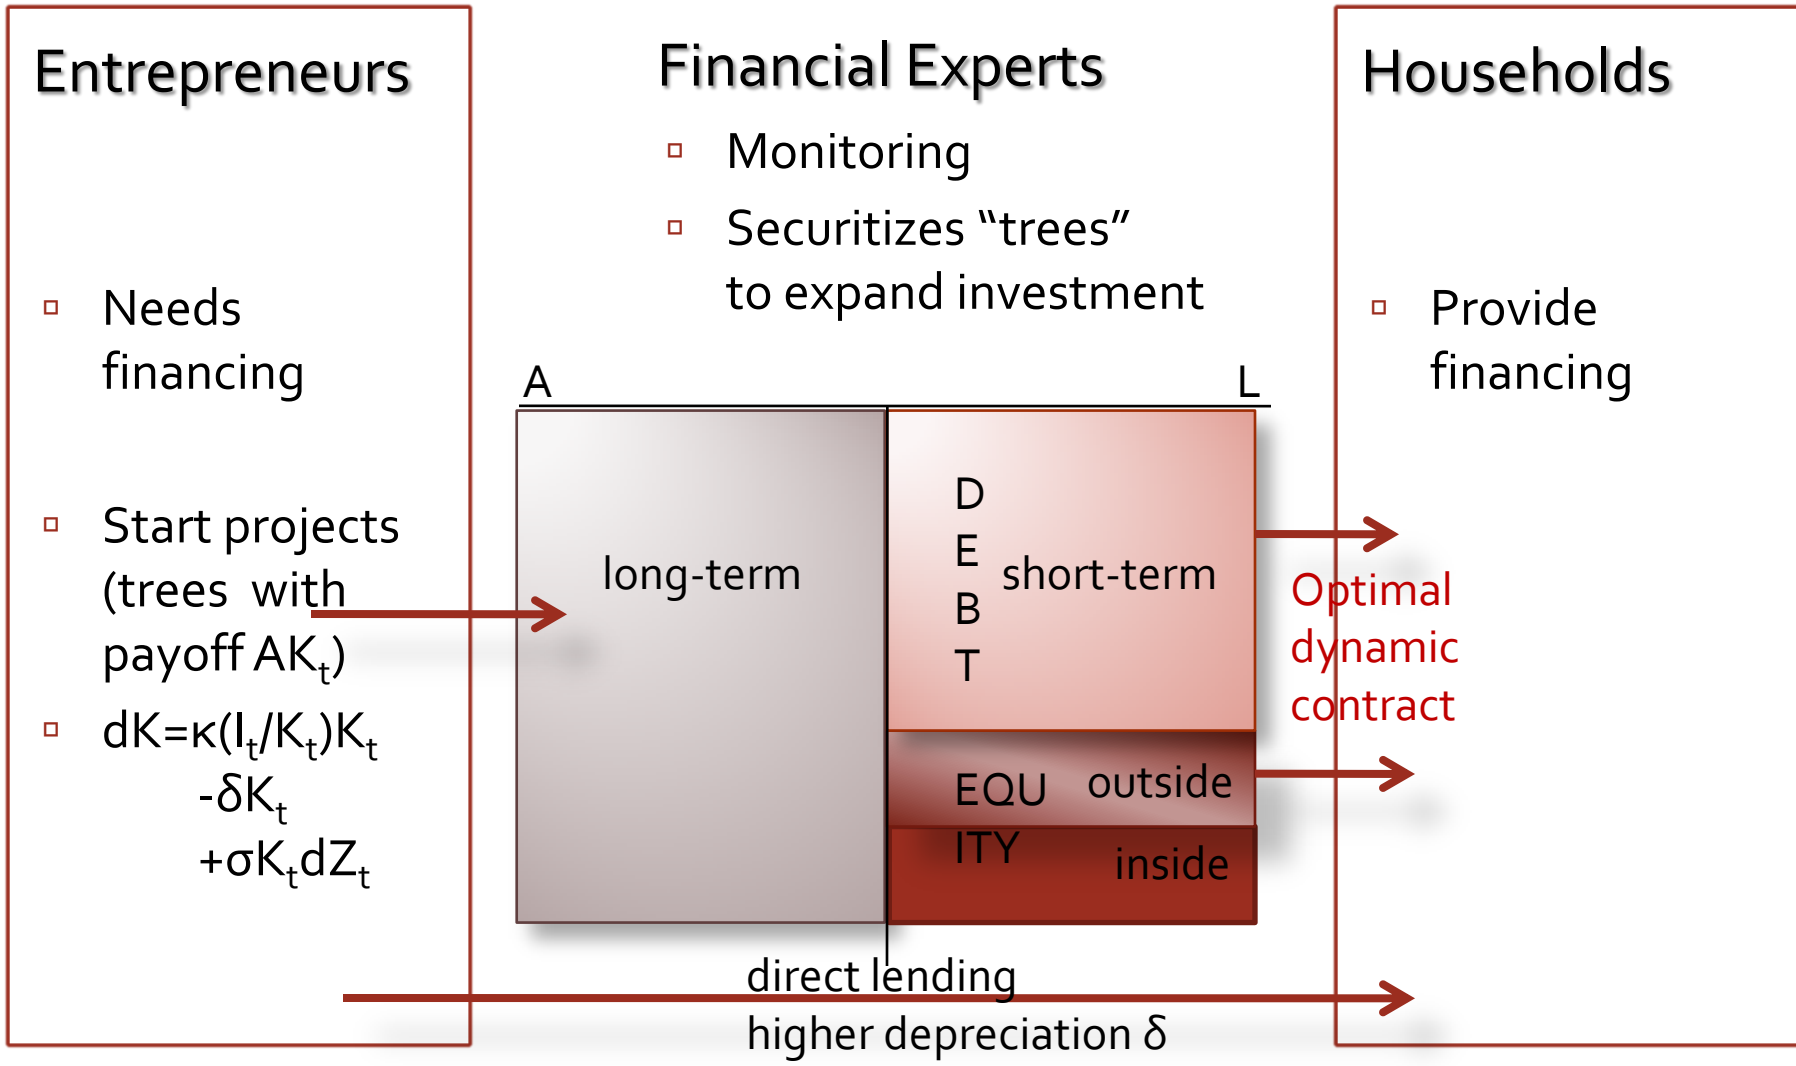 Entrepreneurs
Needs
financing
Start projects
(trees with
payoff AKₜ)
dK=κ(Iₜ/Kₜ)Kₜ
-δKₜ
+σKₜdZₜ
Financial Experts
Monitoring
Securitizes “trees”
to expand investment
A
L
long-term
D
E
B
T
short-term
EQU
ITY
outside
inside
direct lending
higher depreciation δ
Optimal
dynamic
contract
Households
Provide
financing